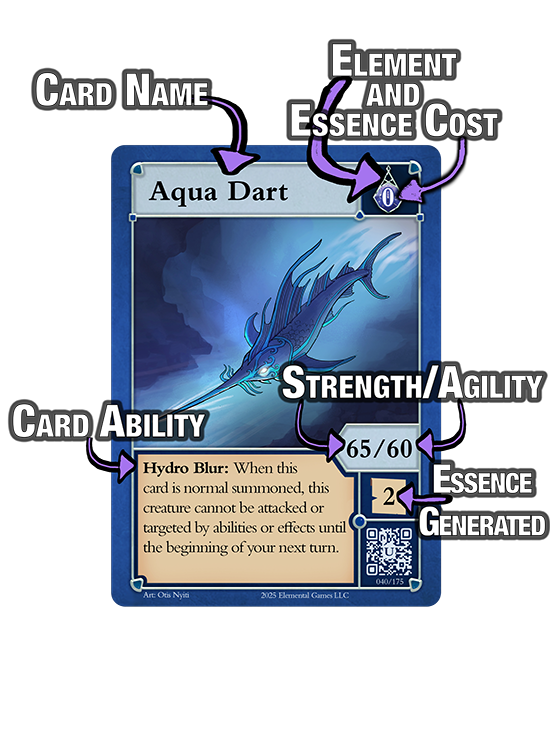 Card Name
Element
and
Essence Cost
Aqua Dart
0
Strength/Agility
Card Ability
65/60
Hydro Blur: When this
card is normal summoned, this
creature cannot be attacked or
targeted by abilities or effects until
the beginning of your next turn.
Essence
2
Generated
040/175
Art: Otis Nyiti
2025 Elemental Games LLC